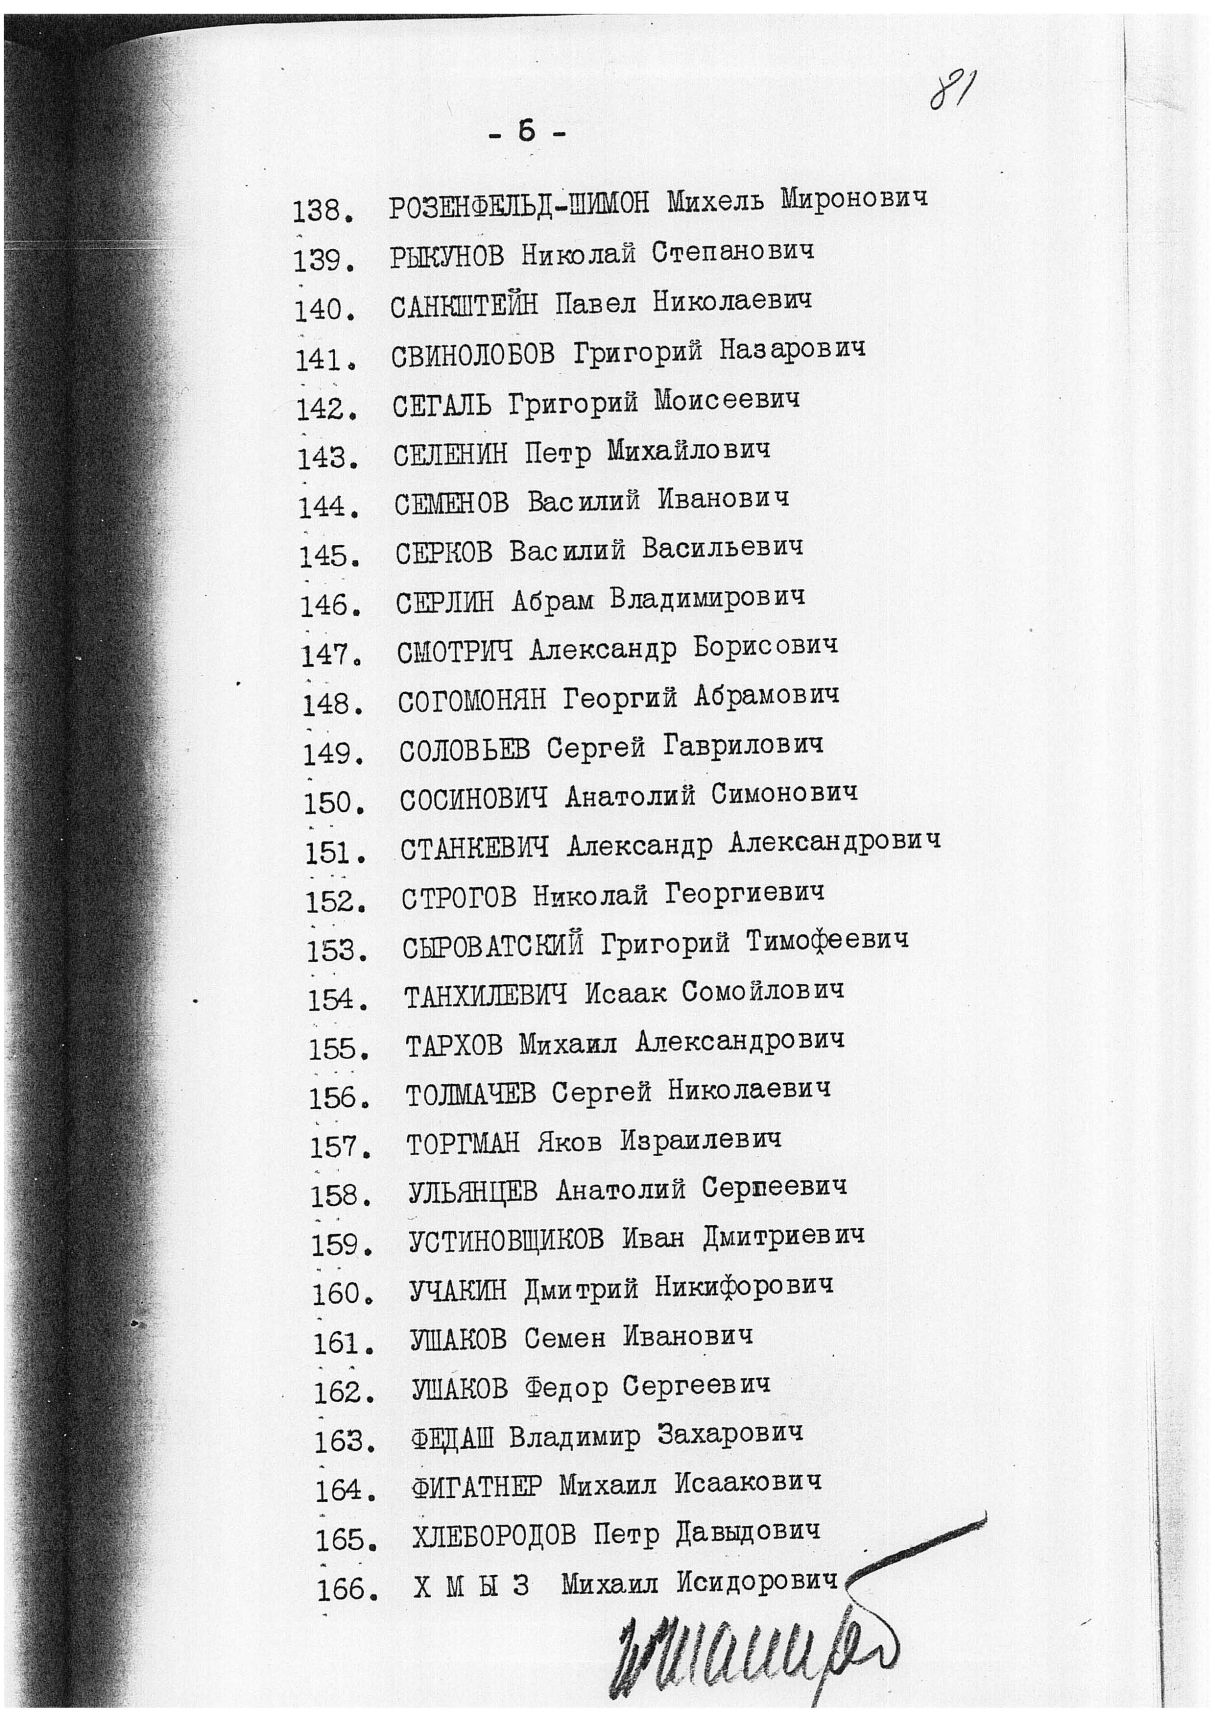 81
- 6 -
138. РОЗЕНФЕЛЬД-ШИМОН Михель Миронович
139. РЫКУНОВ Николай Степанович
140. САНКШТЕЙН Павел Николаевич
141. СВИНОЛОБОВ Григорий Назарович
142. СЕГАЛЬ Григорий Моисеевич
143. СЕЛЕНИН Петр Михайлович
144. СЕМЕНОВ Василий Иванович
145. СЕРКОВ Василий Васильевич
146. СЕРЛИН Абрам Владимирович
147. СМОТРИЧ Александр Борисович
148. СОГОМОНЯН Георгий Абрамович
149. СОЛОВЬЕВ Сергей Гаврилович
150. СОСИНОВИЧ Анатолий Симонович
151. СТАНКЕВИЧ Александр Александрович
152. СТРОГОВ Николай Георгиевич
153. СЫРОВАТСКИЙ Григорий Тимофеевич
154. ТАНХИЛЕВИЧ Исаак Сомойлович
155. ТАРХОВ Михаил Александрович
156. ТОЛМАЧЕВ Сергей Николаевич
157. ТОРГМАН Яков Израилевич
158. УЛЬЯНЦЕВ Анатолий Сергеевич
159. УСТИНОВЩИКОВ Иван Дмитриевич
160. УЧАКИН Дмитрий Никифорович
161. УШАКОВ Семен Иванович
162. УШАКОВ Федор Сергеевич
163. ФЕДАШ Владимир Захарович
164. ФИГАТНЕР Михаил Исаакович
165. ХЛЕБОРОДОВ Петр Давыдович
166. Х М Ы З Михаил Исидорович